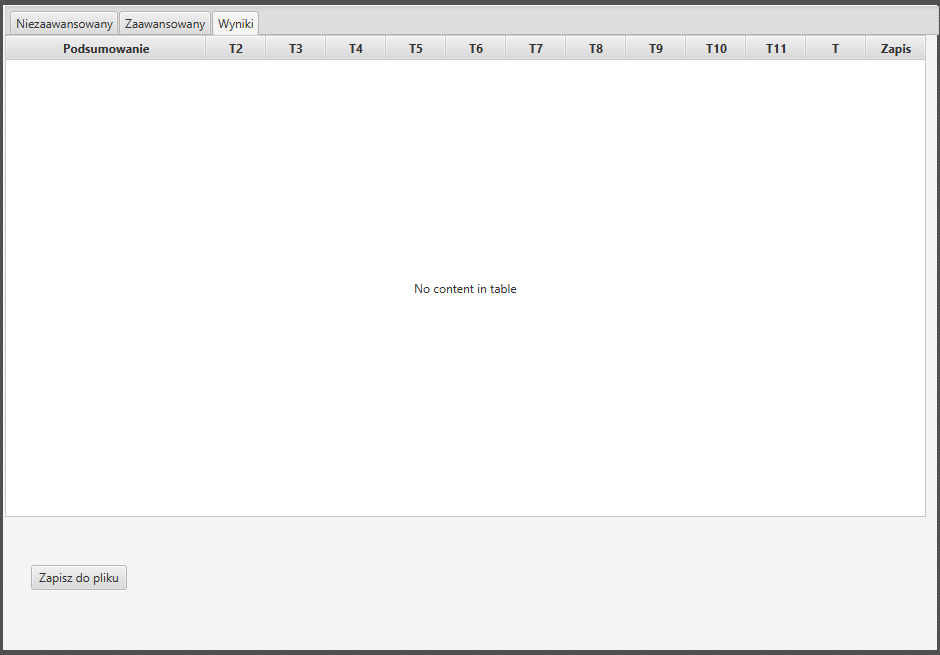 Niezaawansowany Zaawansowany Wyniki
Podsumowanie T2 T3 T4 T5 T6 T7 T8 T9 T10 T11 T Zapis
No content in table
Zapisz do pliku